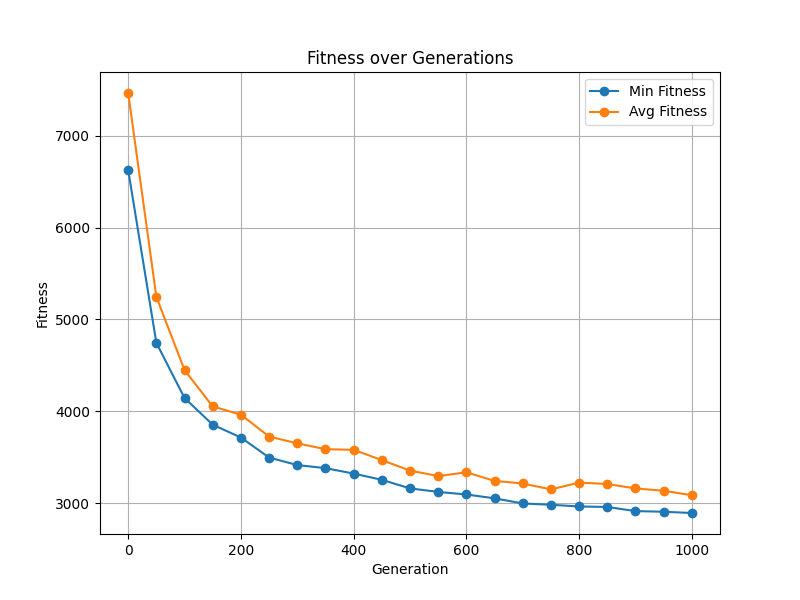 Fitness over Generations
Min Fitness
Avg Fitness
7000
6000
5000
4000
3000
Fitness
0 200 400 600 800 1000
Generation